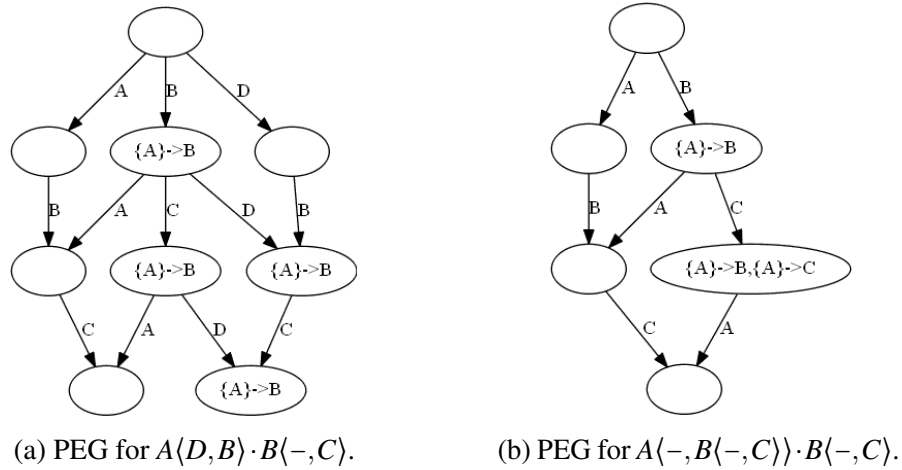 A B D A B
{A}->B {A}->B
B A C D B B A C
{A}->B {A}->B {A}->B,{A}->C
C A D C C A
{A}->B
(a) PEG for A⟨D, B⟩·B⟨−, C⟩. (b) PEG for A⟨−, B⟨−, C⟩⟩·B⟨−, C⟩.